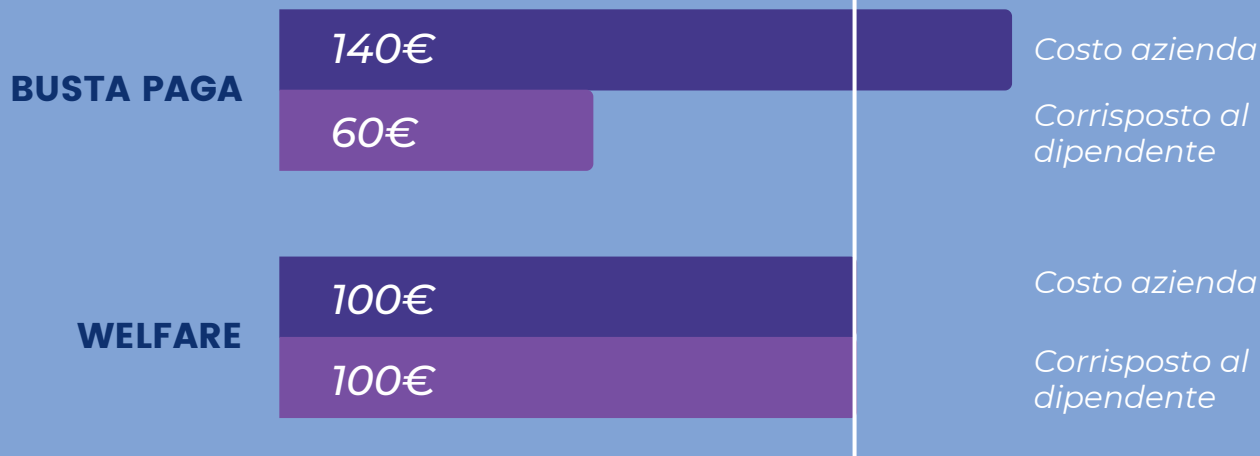 BUSTA PAGA
140€
Costo azienda
60€
Corrisposto al
dipendente
WELFARE
100€
Costo azienda
100€
Corrisposto al
dipendente